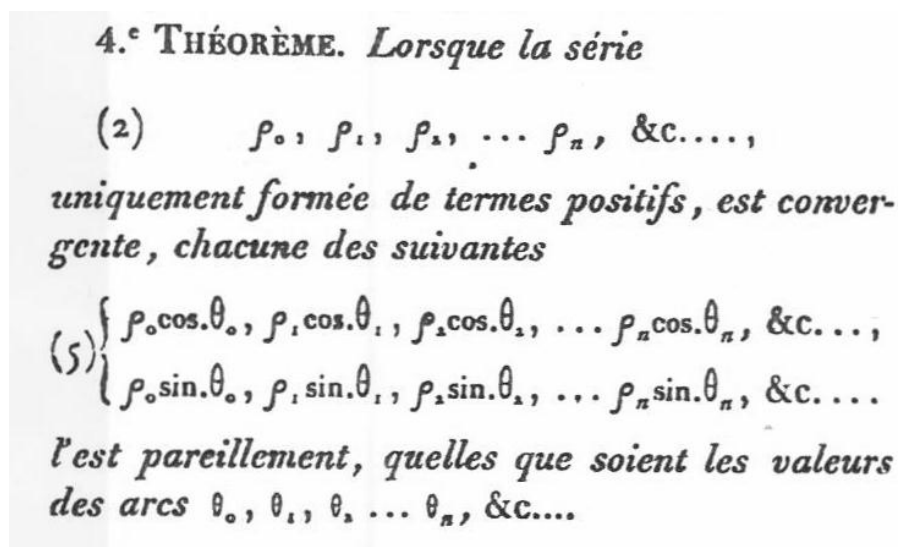 4.ᵉ THÉORÈME. Lorsque la série
(2) ρ₀, ρ₁, ρ₂, ... ρₙ, &c....,
uniquement formée de termes positifs, est conver-
gente, chacune des suivantes
(5) { ρ₀cos.θ₀, ρ₁cos.θ₁, ρ₂cos.θ₂, ... ρₙcos.θₙ, &c...,
ρ₀sin.θ₀, ρ₁sin.θ₁, ρ₂sin.θ₂, ... ρₙsin.θₙ, &c....
l'est pareillement, quelles que soient les valeurs
des arcs θ₀, θ₁, θ₂ ... θₙ, &c....